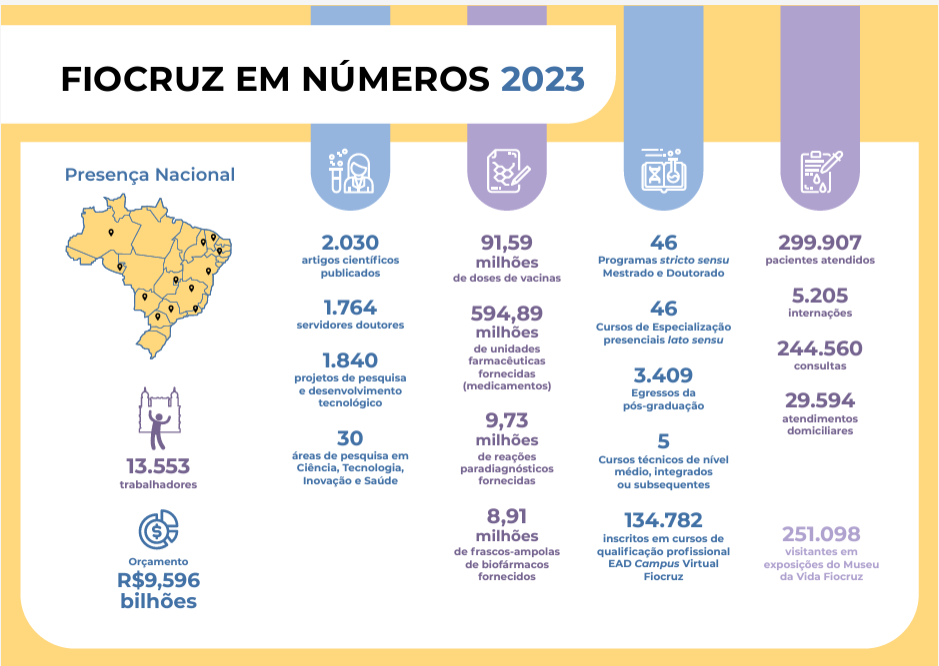 FIOCRUZ EM NÚMEROS 2023
Presença Nacional
13.553
trabalhadores
Orçamento
R$9,596
bilhões
2.030
artigos científicos
publicados
1.764
servidores doutores
1.840
projetos de pesquisa
e desenvolvimento
tecnológico
30
áreas de pesquisa em
Ciência, Tecnologia,
Inovação e Saúde
91,59
milhões
de doses de vacinas
594,89
milhões
de unidades
farmacêuticas
fornecidas
(medicamentos)
9,73
milhões
de reações
paradiagnósticos
fornecidas
8,91
milhões
de frascos-ampolas
de biofármacos
fornecidos
46
Programas stricto sensu
Mestrado e Doutorado
46
Cursos de Especialização
presenciais lato sensu
3.409
Egressos da
pós-graduação
5
Cursos técnicos de nível
médio, integrados
ou subsequentes
134.782
inscritos em cursos de
qualificação profissional
EAD Campus Virtual
Fiocruz
299.907
pacientes atendidos
5.205
internações
244.560
consultas
29.594
atendimentos
domiciliares
251.098
visitantes em
exposições do Museu
da Vida Fiocruz